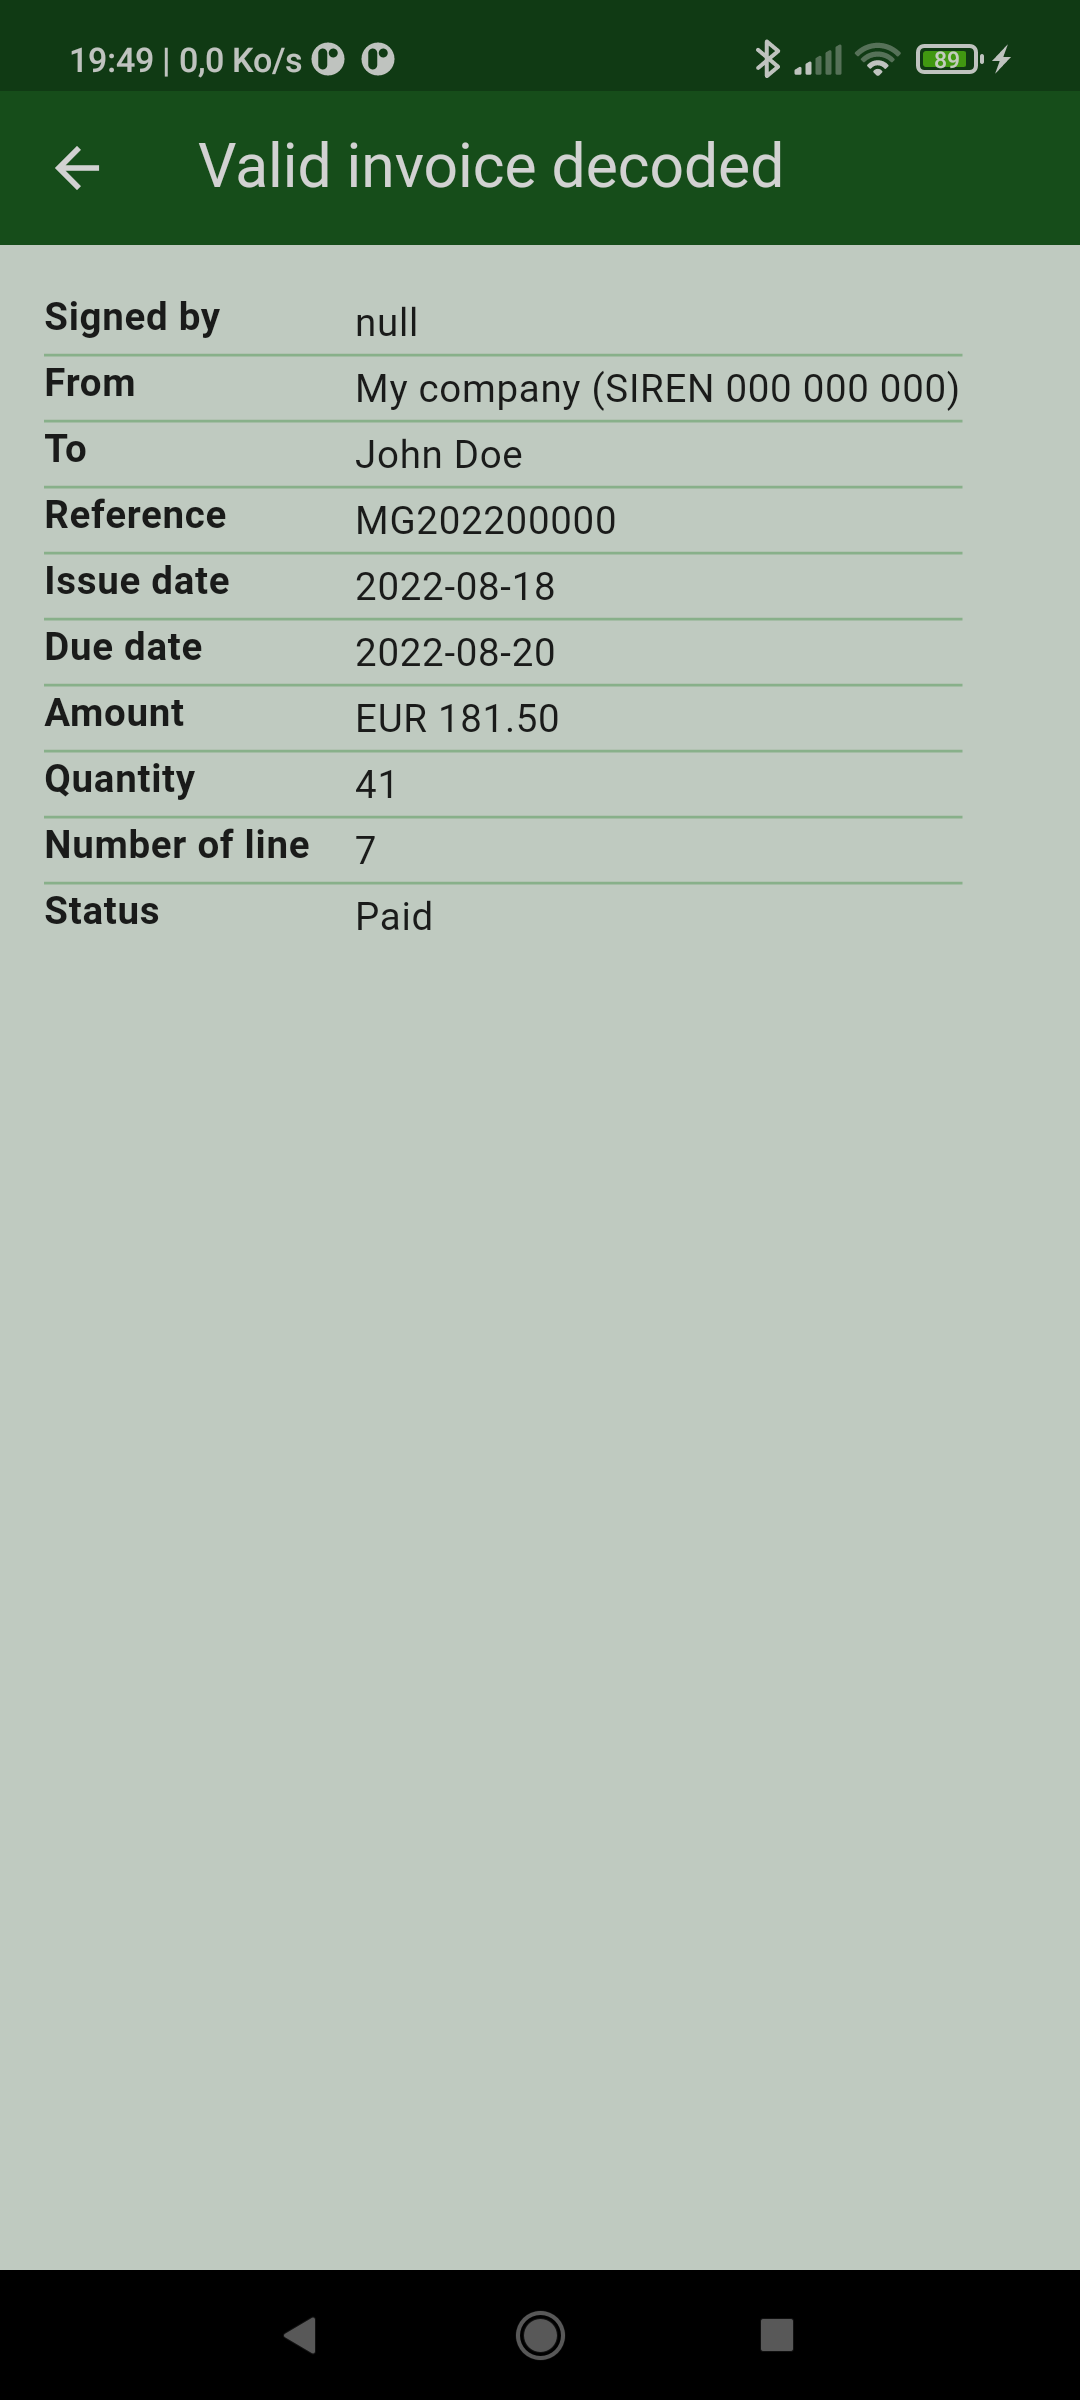 19:49 | 0,0 Ko/s 89
Valid invoice decoded
Signed by null
From My company (SIREN 000 000 000)
To John Doe
Reference MG202200000
Issue date 2022-08-18
Due date 2022-08-20
Amount EUR 181.50
Quantity 41
Number of line 7
Status Paid